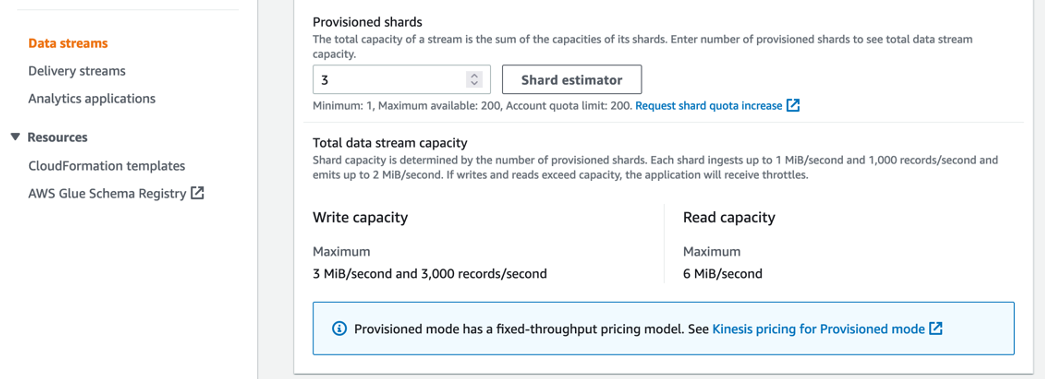 Data streams
Delivery streams
Analytics applications
Resources
CloudFormation templates
AWS Glue Schema Registry
Provisioned shards
The total capacity of a stream is the sum of the capacities of its shards. Enter number of provisioned shards to see total data stream
capacity.
3
Shard estimator
Minimum: 1, Maximum available: 200, Account quota limit: 200. Request shard quota increase
Total data stream capacity
Shard capacity is determined by the number of provisioned shards. Each shard ingests up to 1 MiB/second and 1,000 records/second and
emits up to 2 MiB/second. If writes and reads exceed capacity, the application will receive throttles.
Write capacity
Maximum
3 MiB/second and 3,000 records/second
Read capacity
Maximum
6 MiB/second
Provisioned mode has a fixed-throughput pricing model. See Kinesis pricing for Provisioned mode